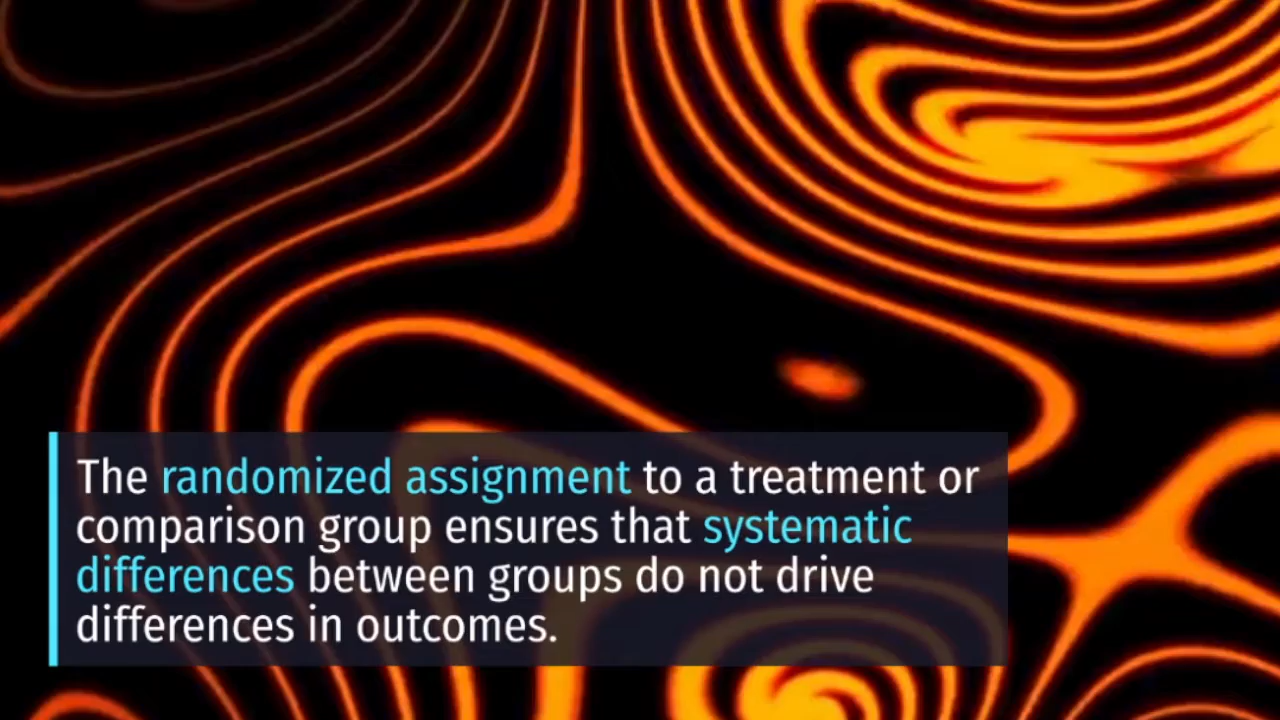 The randomized assignment to a treatment or
comparison group ensures that systematic
differences between groups do not drive
differences in outcomes.